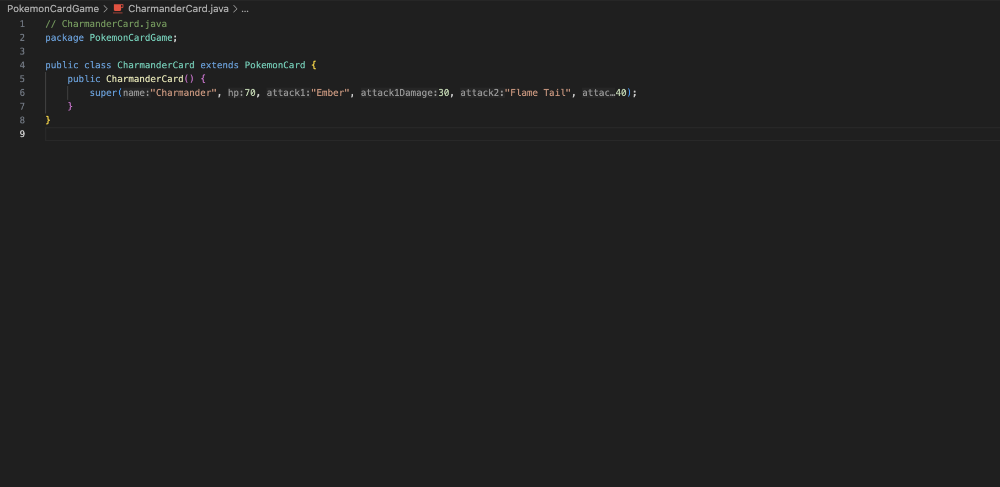 PokemonCardGame > CharmanderCard.java > ...
1 // CharmanderCard.java
2 package PokemonCardGame;
3
4 public class CharmanderCard extends PokemonCard {
5 public CharmanderCard() {
6 super(name:"Charmander", hp:70, attack1:"Ember", attack1Damage:30, attack2:"Flame Tail", attac…40);
7 }
8 }
9